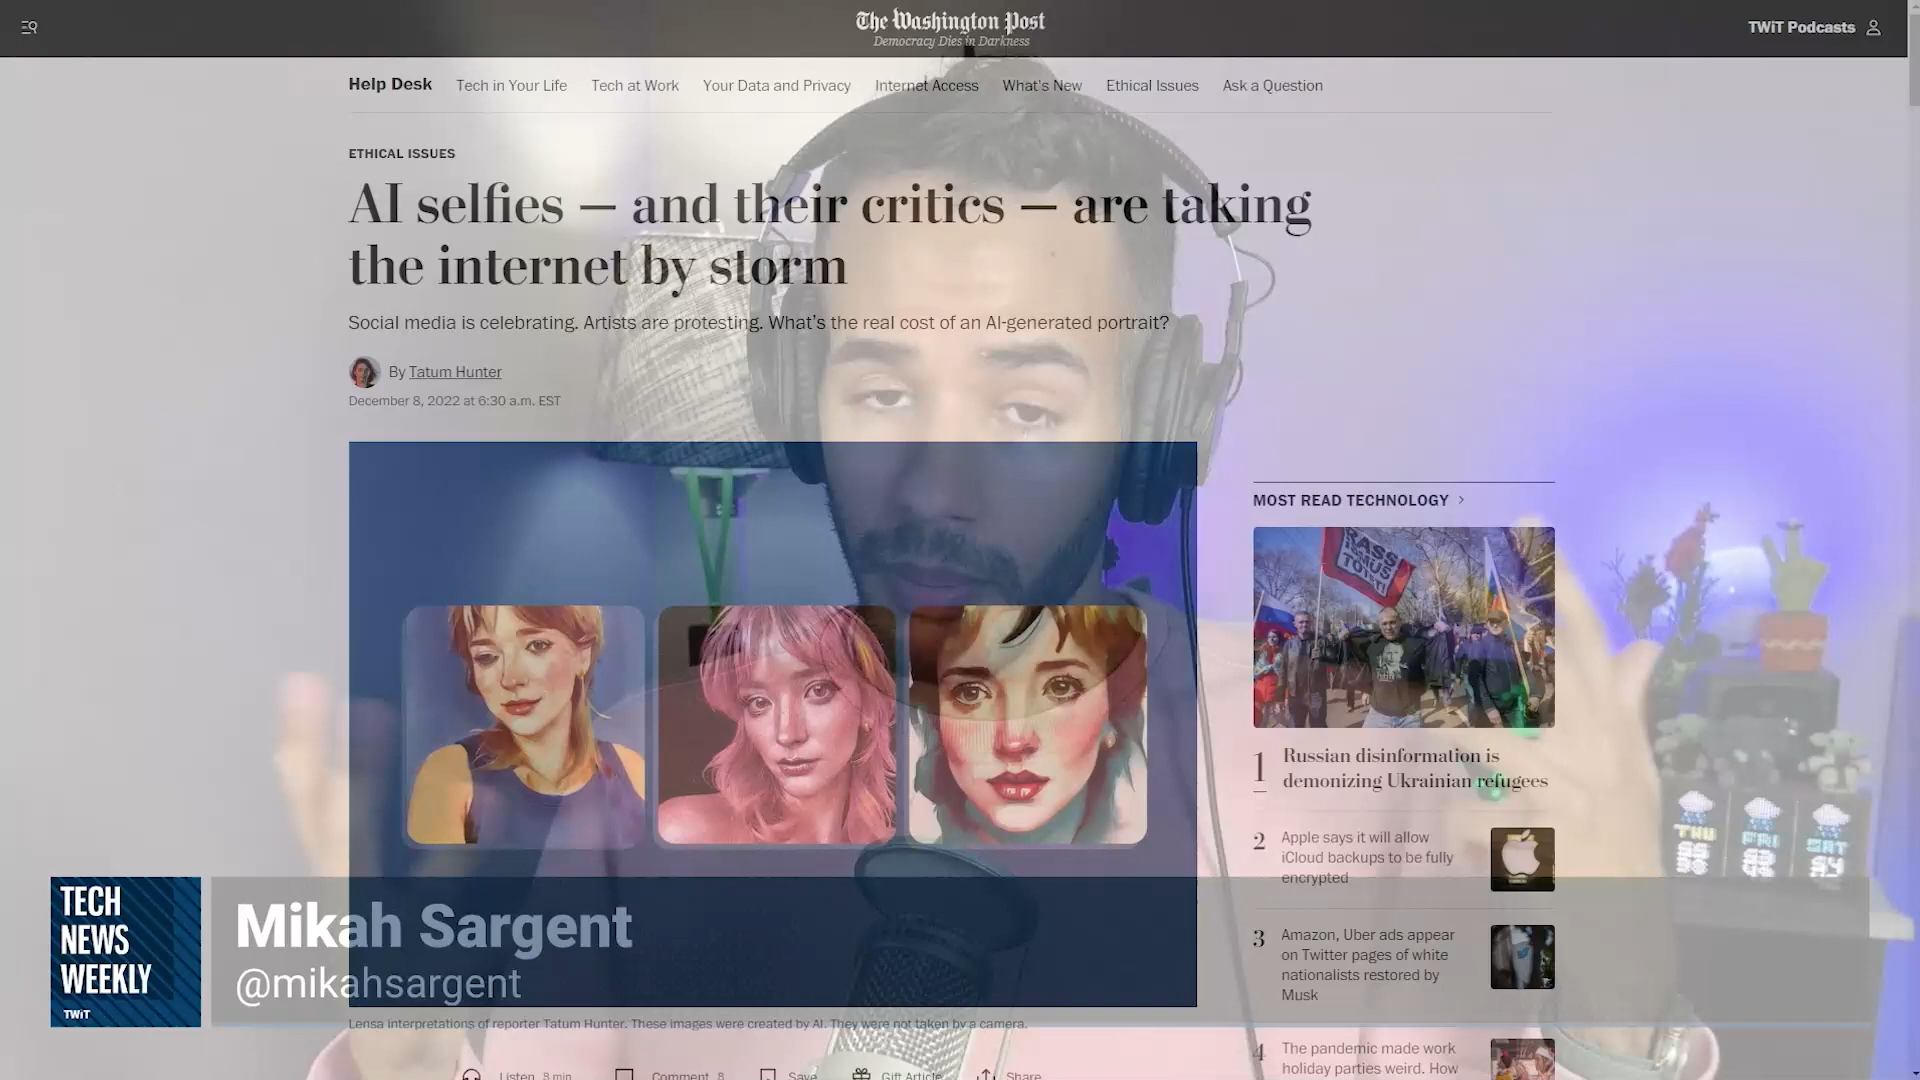 The Washington Post
Democracy Dies in Darkness
TWiT Podcasts
Help Desk Tech in Your Life Tech at Work Your Data and Privacy Internet Access What's New Ethical Issues Ask a Question
ETHICAL ISSUES
AI selfies — and their critics — are taking
the internet by storm
Social media is celebrating. Artists are protesting. What's the real cost of an AI-generated portrait?
By Tatum Hunter
December 8, 2022 at 6:30 a.m. EST
MOST READ TECHNOLOGY >
1 Russian disinformation is
demonizing Ukrainian refugees
2 Apple says it will allow
iCloud backups to be fully
encrypted
3 Amazon, Uber ads appear
on Twitter pages of white
nationalists restored by
Musk
4 The pandemic made work
holiday parties weird. How
THU FRI SAT
TECH
NEWS
WEEKLY
TWiT
Mikah Sargent
@mikahsargent
Lensa interpretations of reporter Tatum Hunter. These images were created by AI. They were not taken by a camera.
Listen 8 min Comment 8 Save Gift Article Share